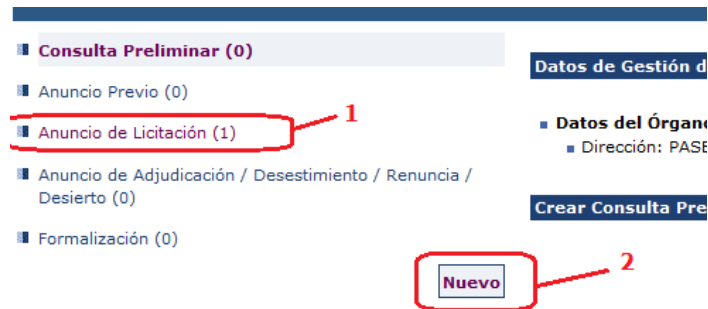 Consulta Preliminar (0)
Anuncio Previo (0)
Anuncio de Licitación (1)
1
Anuncio de Adjudicación / Desestimiento / Renuncia /
Desierto (0)
Formalización (0)
Nuevo
2
Datos de Gestión d
Datos del Órgano
Dirección: PASE
Crear Consulta Pre